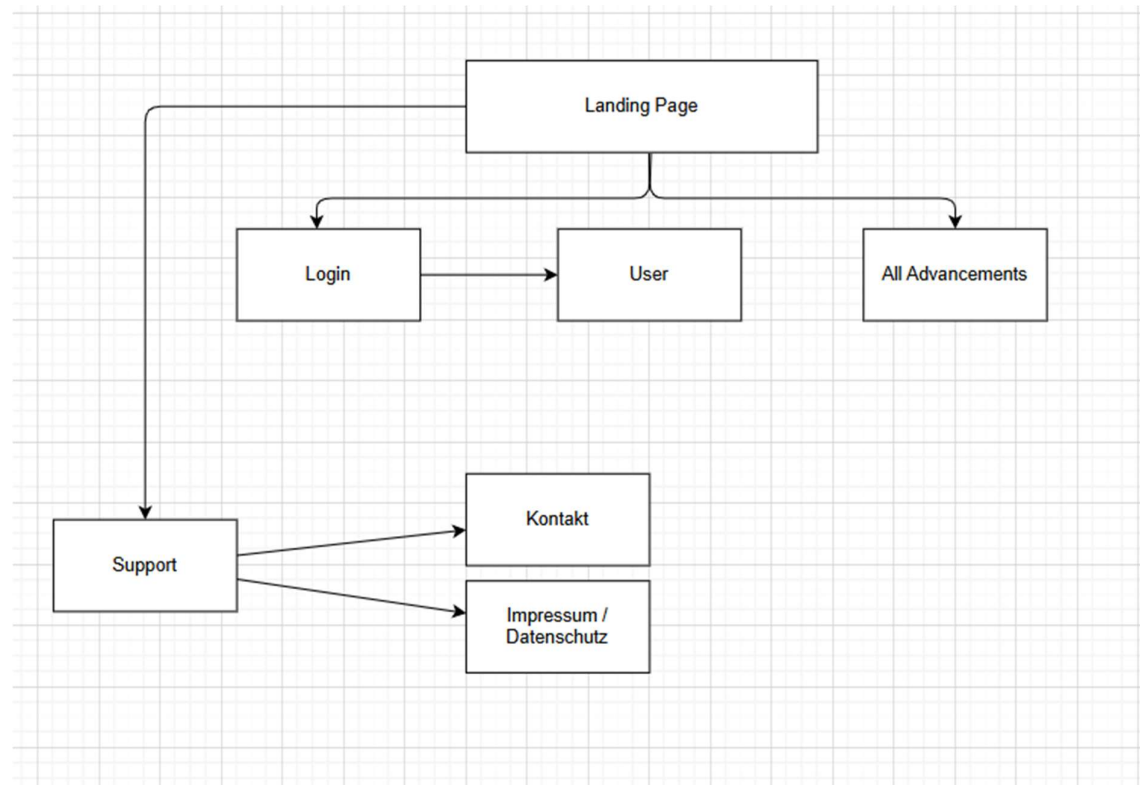 Landing Page
Login
User
All Advancements
Kontakt
Support
Impressum /
Datenschutz